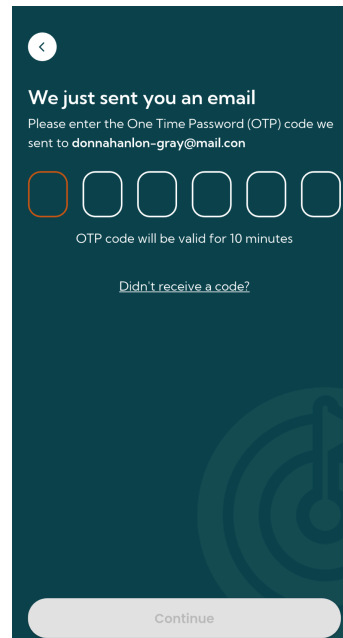 We just sent you an email
Please enter the One Time Password (OTP) code we
sent to donnahanlon-gray@mail.con
OTP code will be valid for 10 minutes
Didn't receive a code?
Continue